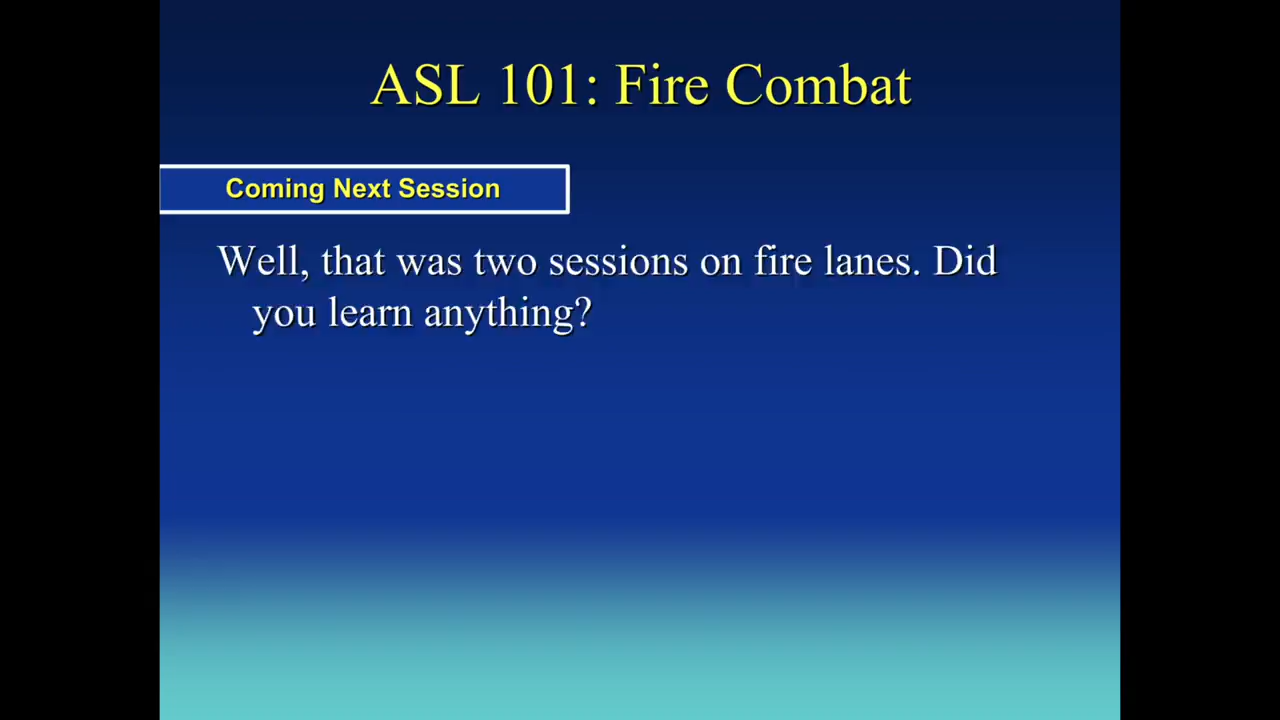 ASL 101: Fire Combat
Coming Next Session
Well, that was two sessions on fire lanes. Did
you learn anything?